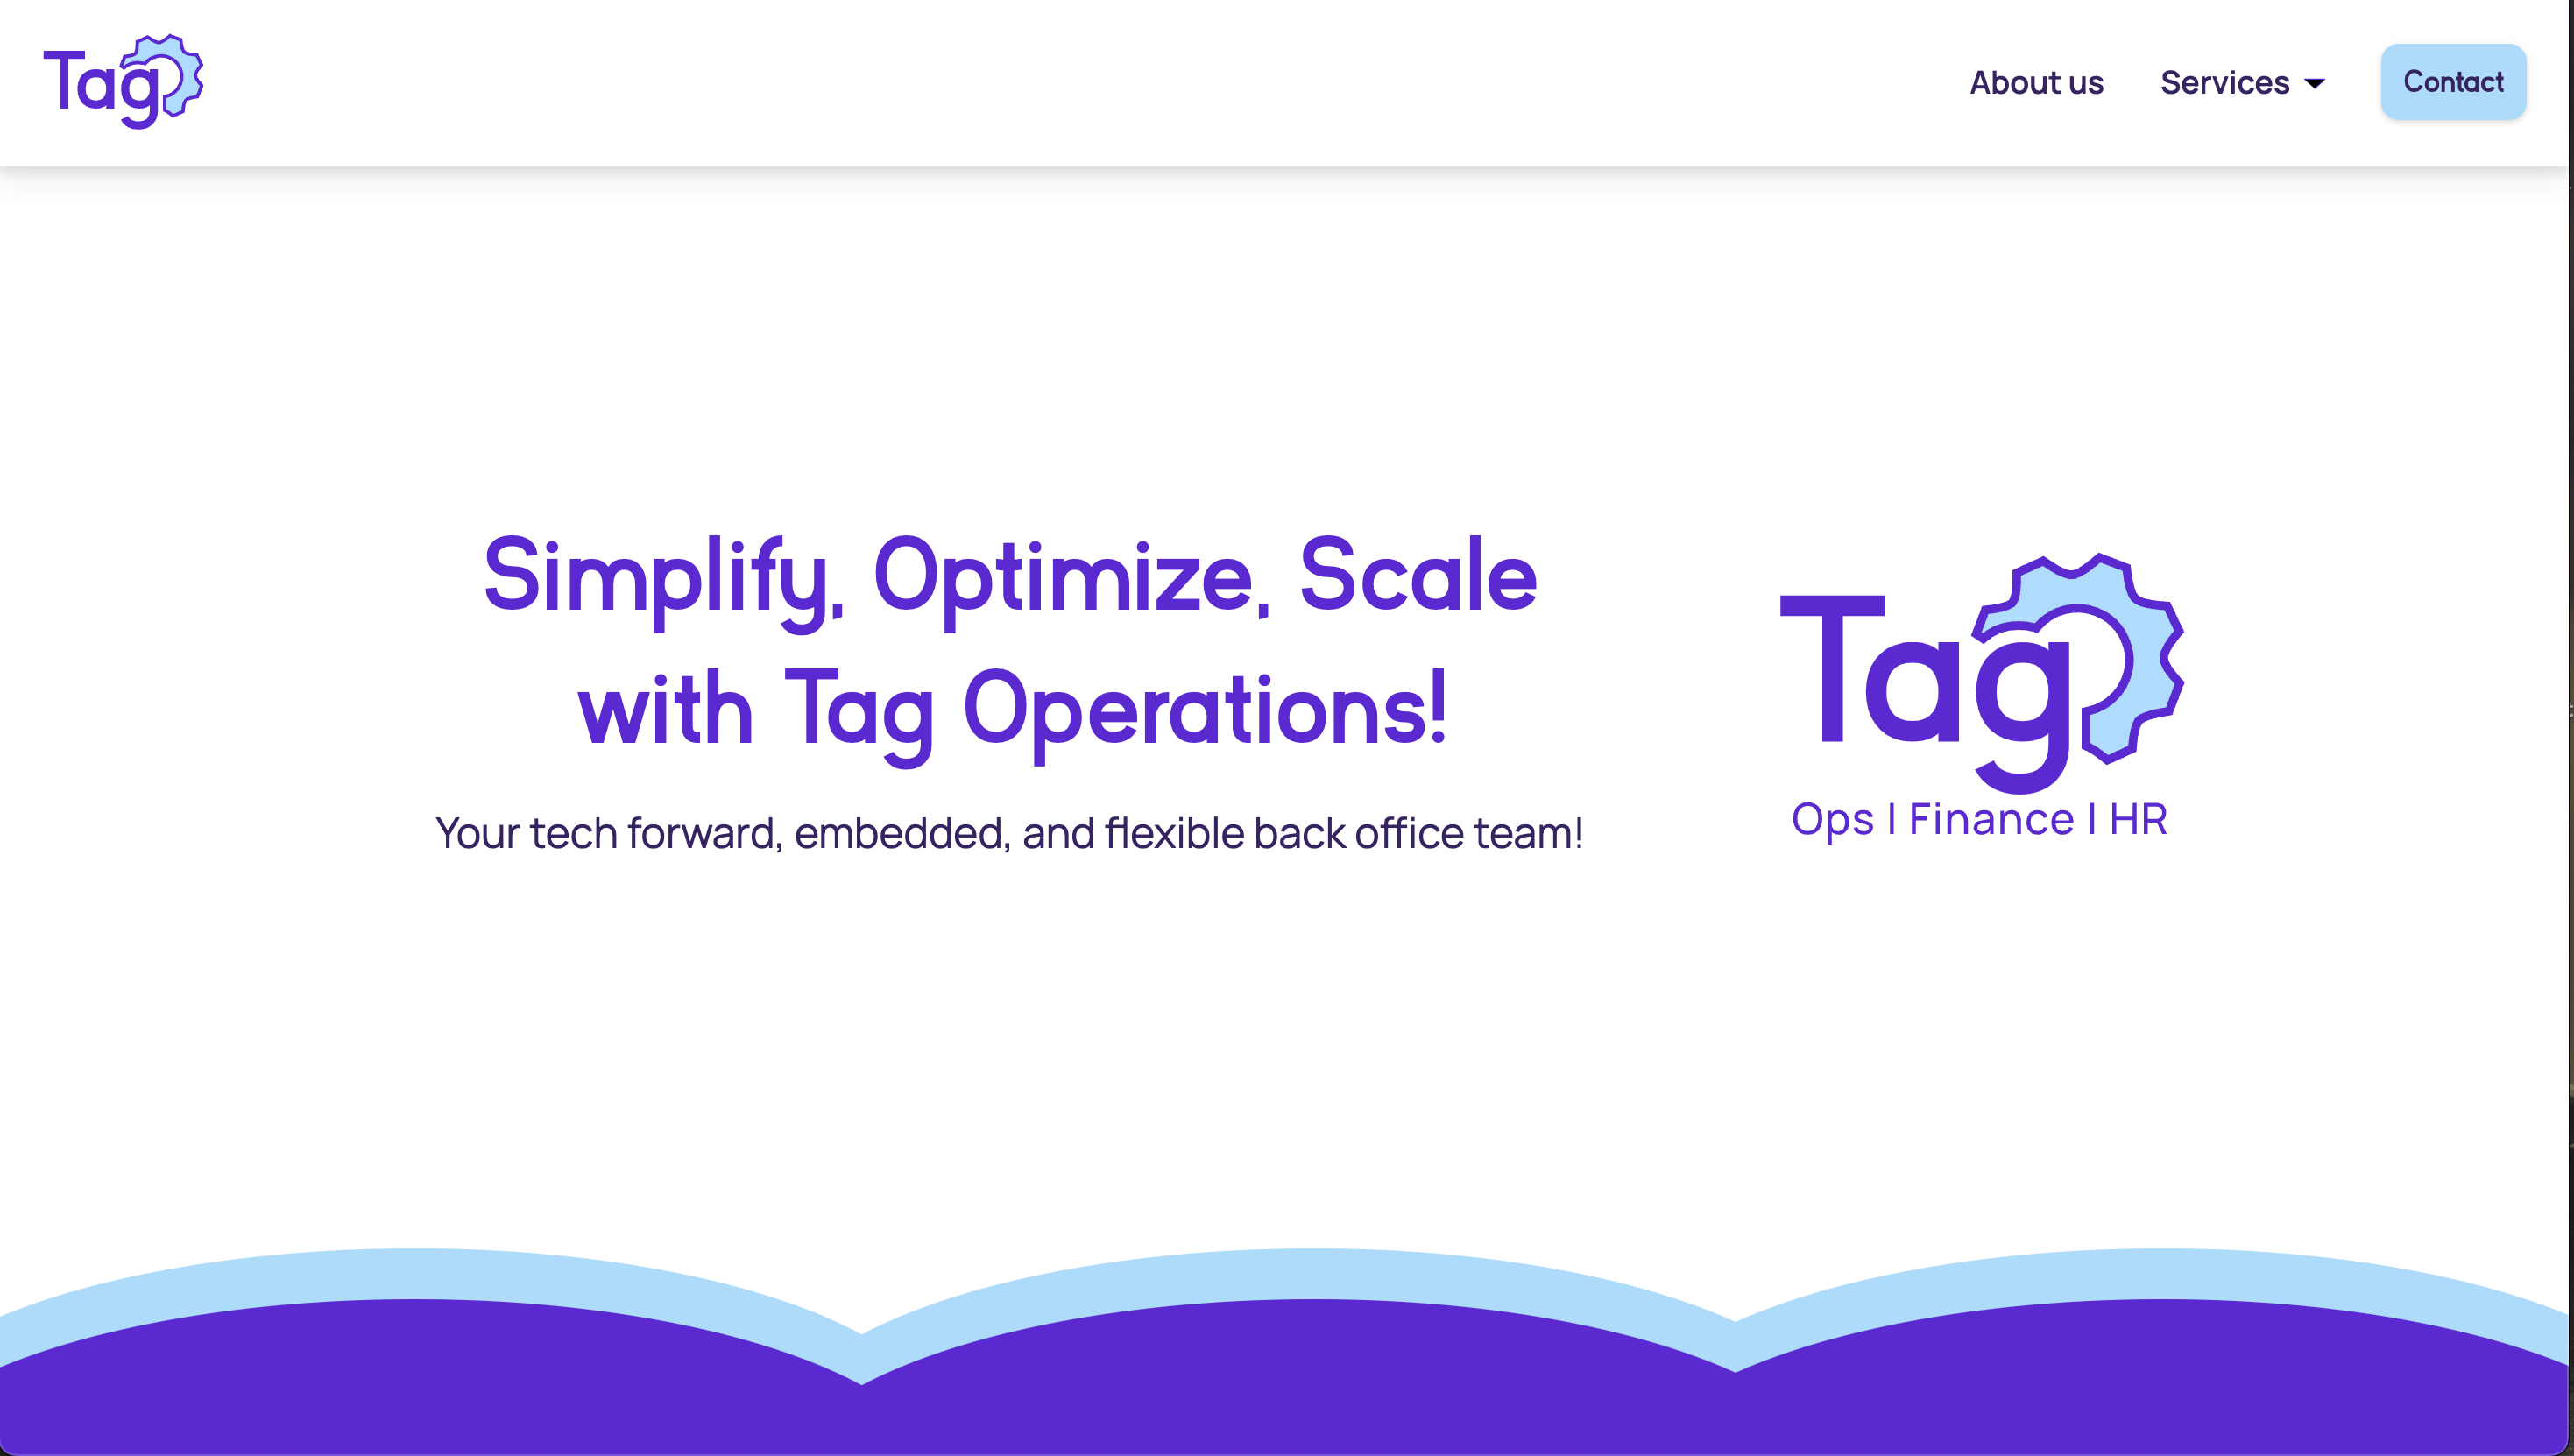 Tag
About us
Services
Contact
Simplify, Optimize, Scale
with Tag Operations!
Your tech forward, embedded, and flexible back office team!
Tag
Ops | Finance | HR